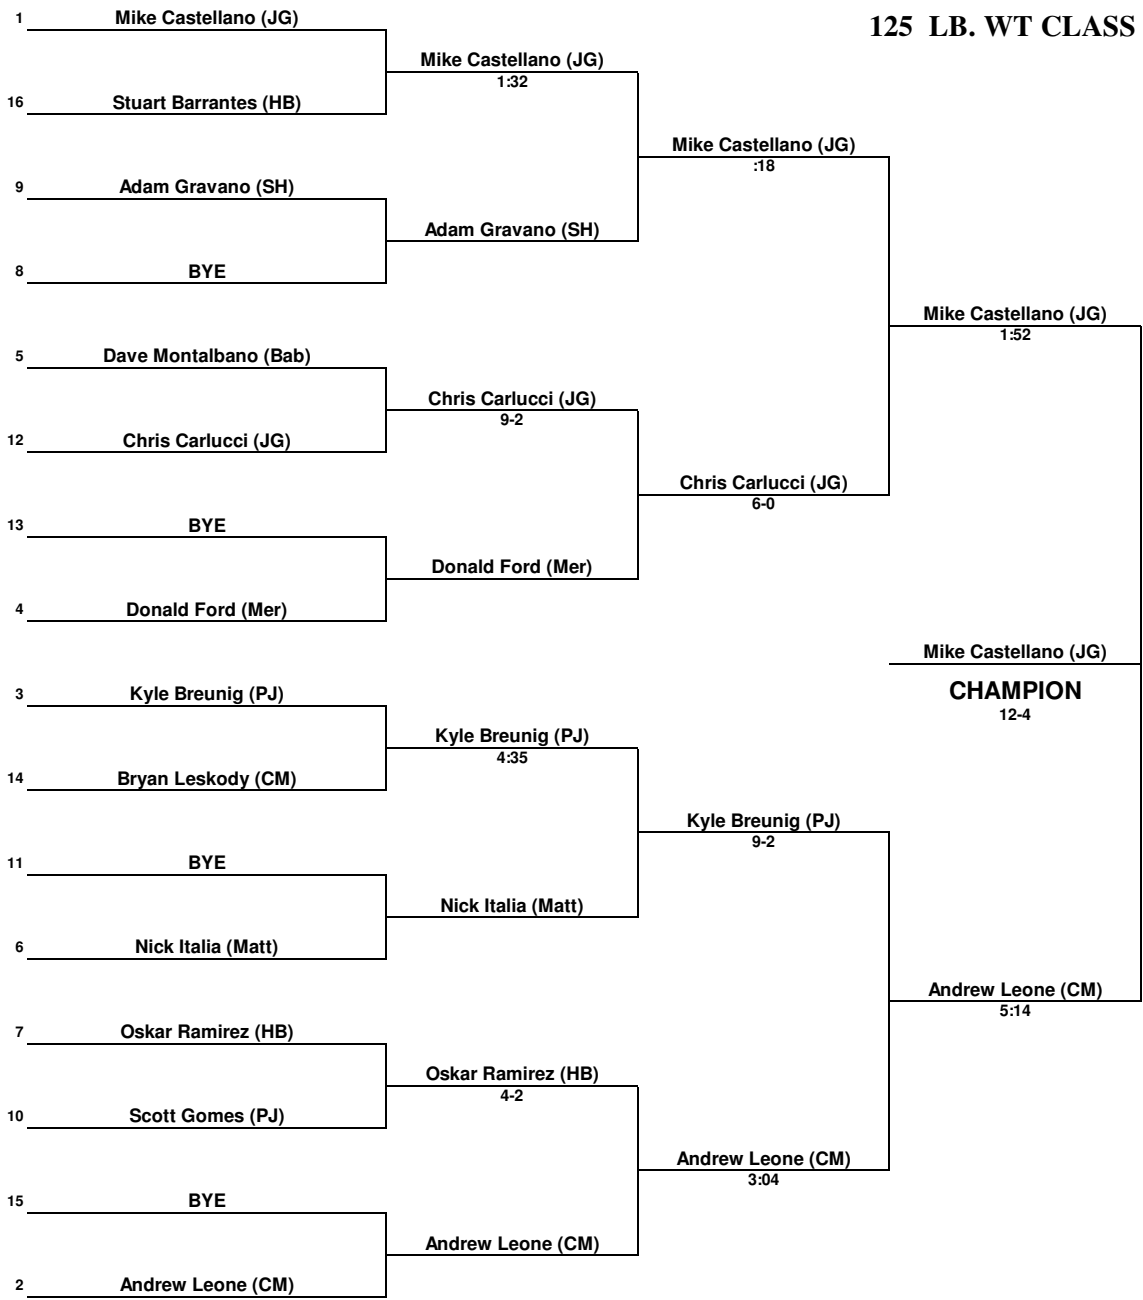 125 LB. WT CLASS
1 Mike Castellano (JG)
Mike Castellano (JG)
1:32
16 Stuart Barrantes (HB)
Mike Castellano (JG)
:18
9 Adam Gravano (SH)
Adam Gravano (SH)
8 BYE
Mike Castellano (JG)
1:52
5 Dave Montalbano (Bab)
Chris Carlucci (JG)
9-2
12 Chris Carlucci (JG)
Chris Carlucci (JG)
6-0
13 BYE
Donald Ford (Mer)
4 Donald Ford (Mer)
Mike Castellano (JG)
CHAMPION
12-4
3 Kyle Breunig (PJ)
Kyle Breunig (PJ)
4:35
14 Bryan Leskody (CM)
Kyle Breunig (PJ)
9-2
11 BYE
Nick Italia (Matt)
6 Nick Italia (Matt)
Andrew Leone (CM)
5:14
7 Oskar Ramirez (HB)
Oskar Ramirez (HB)
4-2
10 Scott Gomes (PJ)
Andrew Leone (CM)
3:04
15 BYE
Andrew Leone (CM)
2 Andrew Leone (CM)